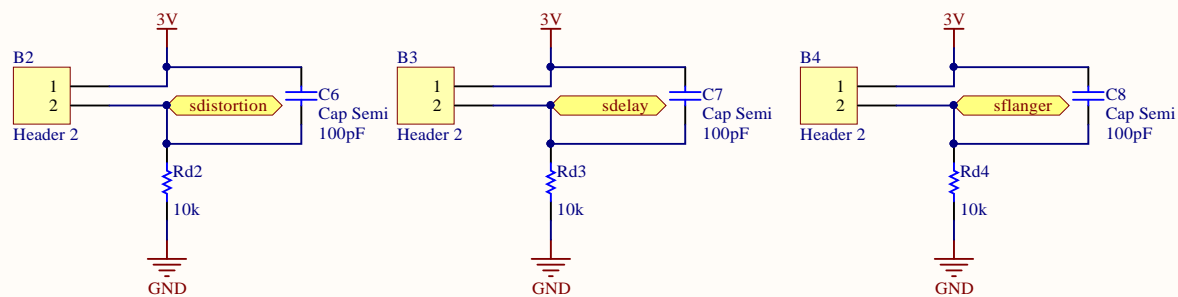 3V
B2
1
2
Header 2
sdistortion
C6
Cap Semi
100pF
Rd2
10k
GND
3V
B3
1
2
Header 2
sdelay
C7
Cap Semi
100pF
Rd3
10k
GND
3V
B4
1
2
Header 2
sflanger
C8
Cap Semi
100pF
Rd4
10k
GND